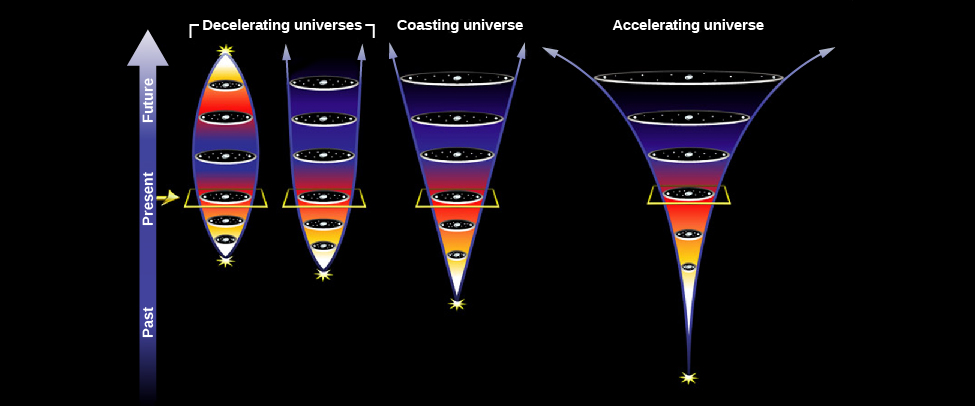 Decelerating universes
Coasting universe
Accelerating universe
Future
Present
Past